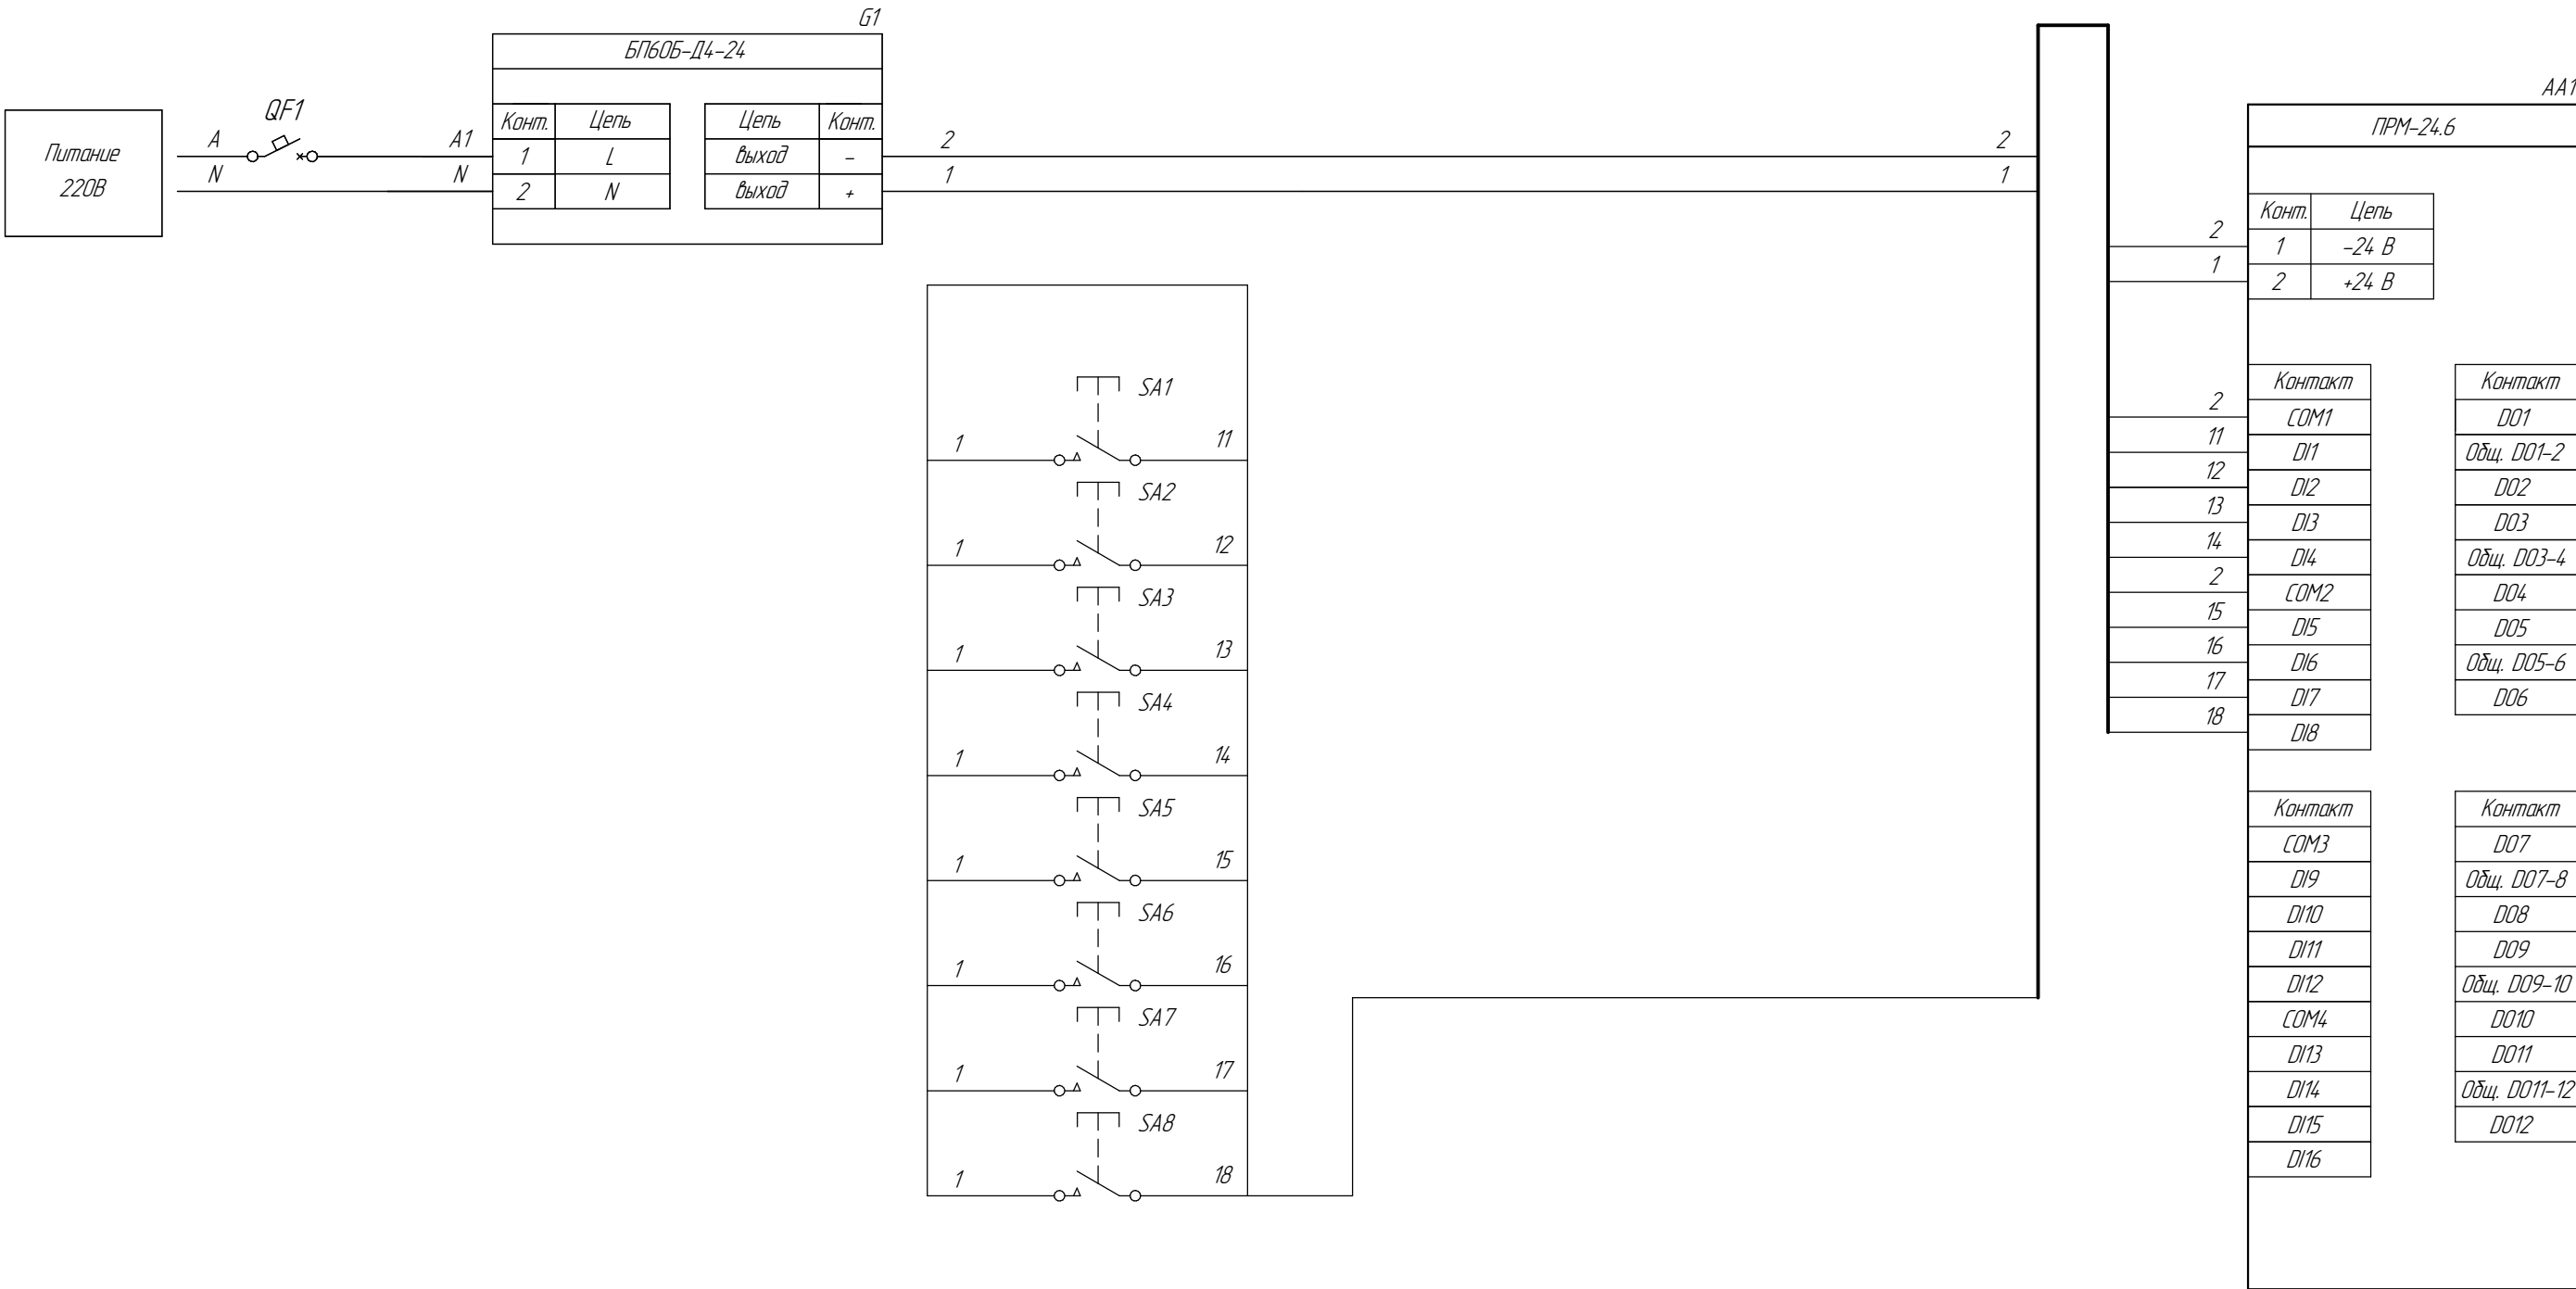 G1
БП60Б-Д4-24
AA1
ПРМ-24.6
Питание
220В
QF1
A
N
A1
N
Конт. Цепь
1 L
2 N
Цепь Конт.
выход -
выход +
2
1
2
1
2
1
Конт. Цепь
1 -24 В
2 +24 В
SA1
1 11
SA2
1 12
SA3
1 13
SA4
1 14
SA5
1 15
SA6
1 16
SA7
1 17
SA8
1 18
Контакт
2 COM1
11 DI1
12 DI2
13 DI3
14 DI4
2 COM2
15 DI5
16 DI6
17 DI7
18 DI8
Контакт
DO1
Общ. DO1-2
DO2
DO3
Общ. DO3-4
DO4
DO5
Общ. DO5-6
DO6
Контакт
COM3
DI9
DI10
DI11
DI12
COM4
DI13
DI14
DI15
DI16
Контакт
DO7
Общ. DO7-8
DO8
DO9
Общ. DO9-10
DO10
DO11
Общ. DO11-12
DO12